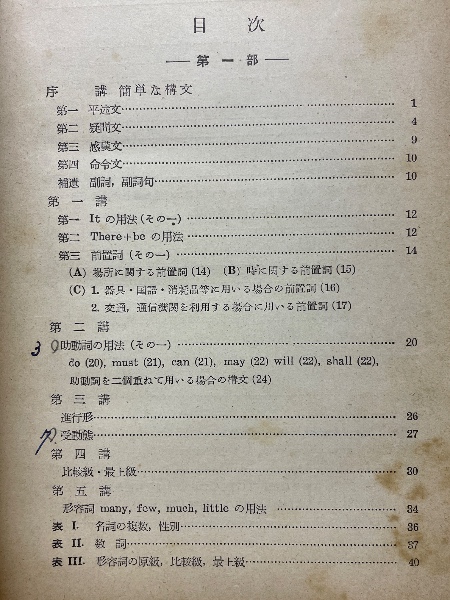 目次
第一部
序講 簡単な構文
第一 平述文 1
第二 疑問文 4
第三 感嘆文 9
第四 命令文 10
補遺 副詞，副詞句 10
第一講
第一 It の用法 (その一) 12
第二 There+be の用法 12
第三 前置詞 (その一) 14
(A) 場所に関する前置詞 (14) (B) 時に関する前置詞 (15)
(C) 1. 器具・国語・消耗品等に用いる場合の前置詞 (16)
2. 交通，通信機関を利用する場合に用いる前置詞 (17)
第二講
助動詞の用法 (その一) 20
do (20), must (21), can (21), may (22) will (22), shall (22),
助動詞を二個重ねて用いる場合の構文 (24)
第三講
進行形 26
受動態 27
第四講
比較級・最上級 30
第五講
形容詞 many, few, much, little の用法 34
表 I. 名詞の複数，性別 36
表 II. 数詞 37
表 III. 形容詞の原級，比較級，最上級 40